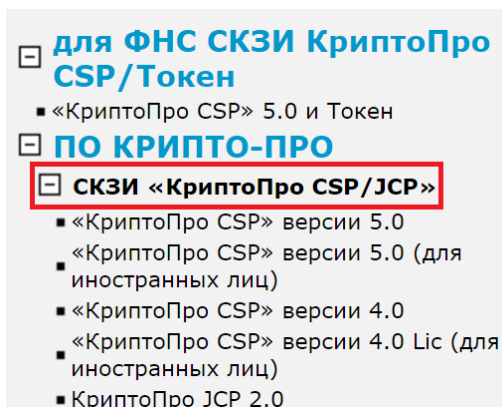 для ФНС СКЗИ КриптоПро
CSP/Токен
«КриптоПро CSP» 5.0 и Токен
ПО КРИПТО-ПРО
СКЗИ «КриптоПро CSP/JCP»
«КриптоПро CSP» версии 5.0
«КриптоПро CSP» версии 5.0 (для
иностранных лиц)
«КриптоПро CSP» версии 4.0
«КриптоПро CSP» версии 4.0 Lic (для
иностранных лиц)
КриптоПро JCP 2.0